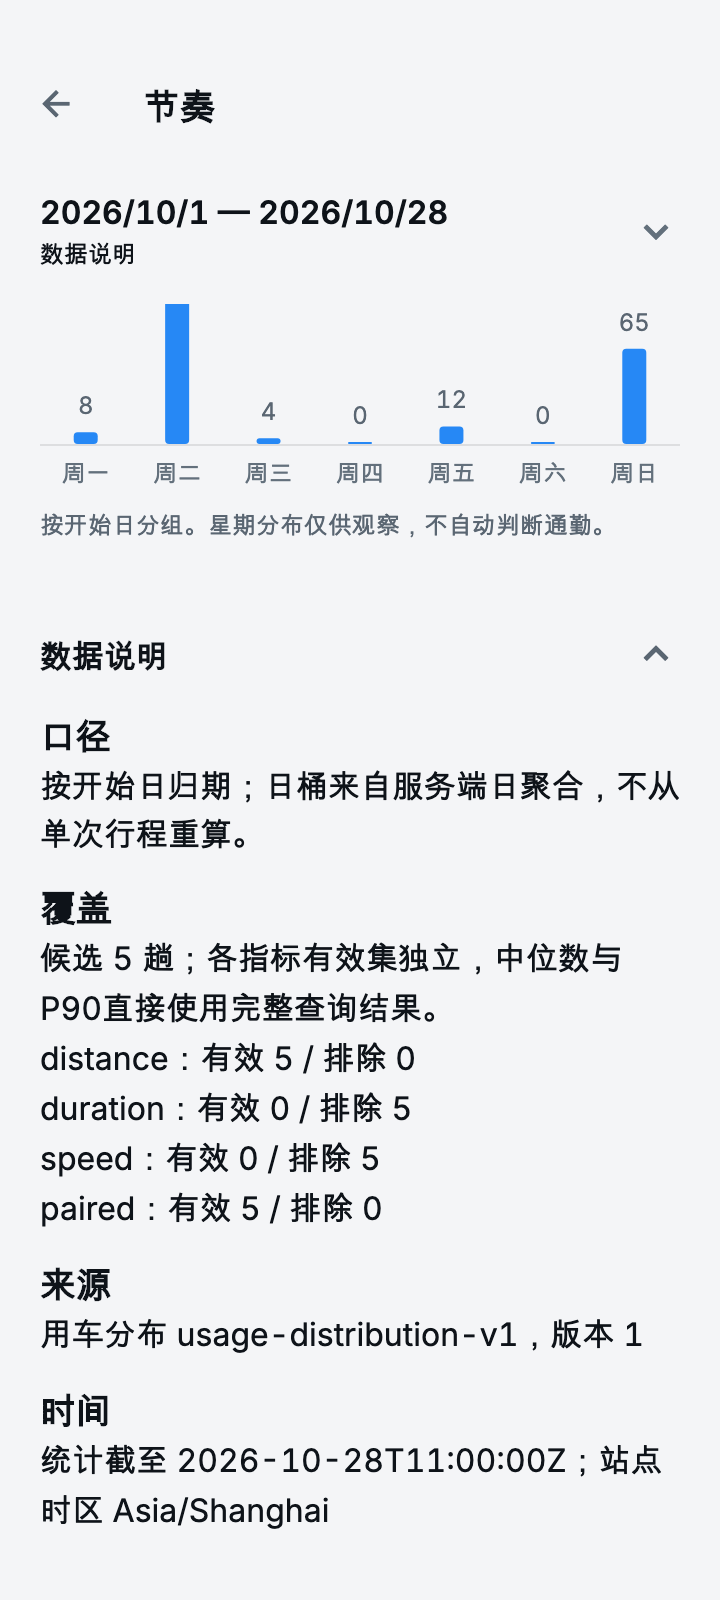 节奏
2026/10/1 — 2026/10/28
数据说明
8 4 0 12 0 65
周一 周二 周三 周四 周五 周六 周日
按开始日分组。星期分布仅供观察，不自动判断通勤。
数据说明
口径
按开始日归期；日桶来自服务端日聚合，不从
单次行程重算。
覆盖
候选 5 趟；各指标有效集独立，中位数与
P90直接使用完整查询结果。
distance：有效 5 / 排除 0
duration：有效 0 / 排除 5
speed：有效 0 / 排除 5
paired：有效 5 / 排除 0
来源
用车分布 usage-distribution-v1，版本 1
时间
统计截至 2026-10-28T11:00:00Z；站点
时区 Asia/Shanghai